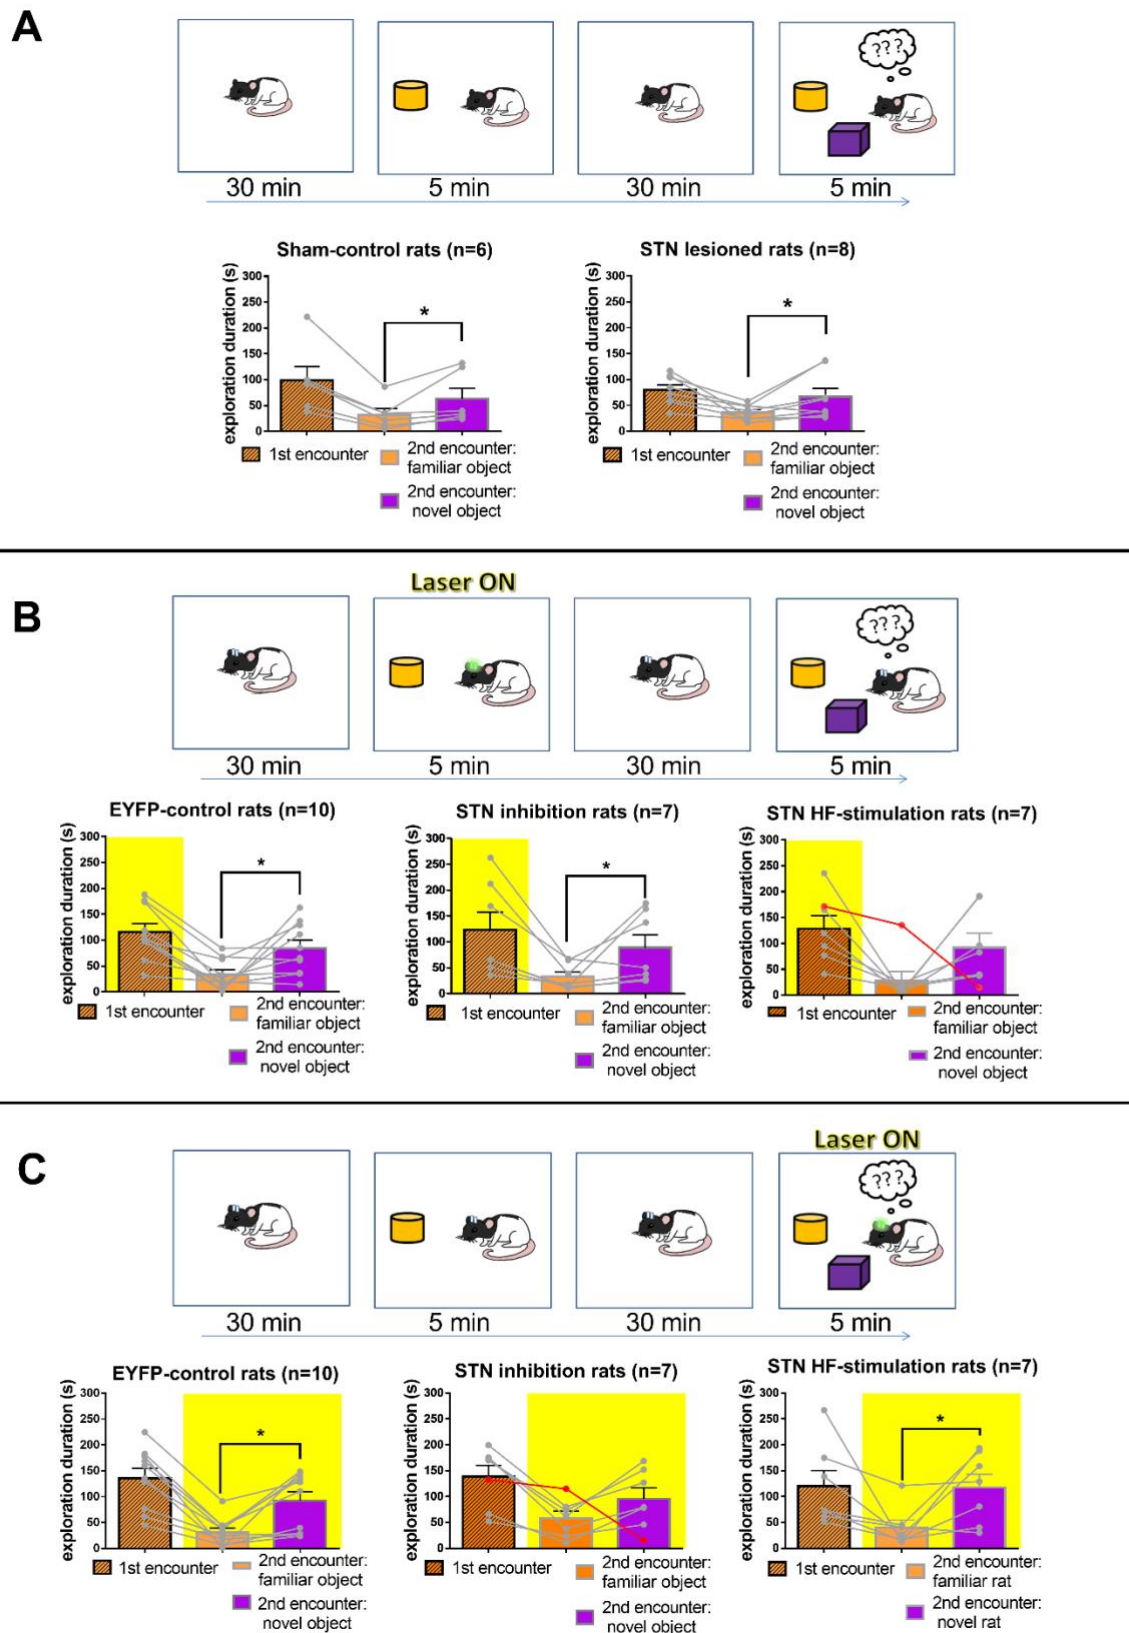 A
???
30 min 5 min 30 min 5 min
Sham-control rats (n=6)
exploration duration (s)
300
250
200
150
100
50
0
*
1st encounter
2nd encounter:
familiar object
2nd encounter:
novel object
STN lesioned rats (n=8)
exploration duration (s)
300
250
200
150
100
50
0
*
1st encounter
2nd encounter:
familiar object
2nd encounter:
novel object
B
Laser ON
???
30 min 5 min 30 min 5 min
EYFP-control rats (n=10)
exploration duration (s)
300
250
200
150
100
50
0
*
1st encounter
2nd encounter:
familiar object
2nd encounter:
novel object
STN inhibition rats (n=7)
exploration duration (s)
300
250
200
150
100
50
0
*
1st encounter
2nd encounter:
familiar object
2nd encounter:
novel object
STN HF-stimulation rats (n=7)
exploration duration (s)
300
250
200
150
100
50
0
1st encounter
2nd encounter:
familiar object
2nd encounter:
novel object
C
Laser ON
???
30 min 5 min 30 min 5 min
EYFP-control rats (n=10)
exploration duration (s)
300
250
200
150
100
50
0
*
1st encounter
2nd encounter:
familiar object
2nd encounter:
novel object
STN inhibition rats (n=7)
exploration duration (s)
300
250
200
150
100
50
0
1st encounter
2nd encounter:
familiar object
2nd encounter:
novel object
STN HF-stimulation rats (n=7)
exploration duration (s)
300
250
200
150
100
50
0
*
1st encounter
2nd encounter:
familiar rat
2nd encounter:
novel rat